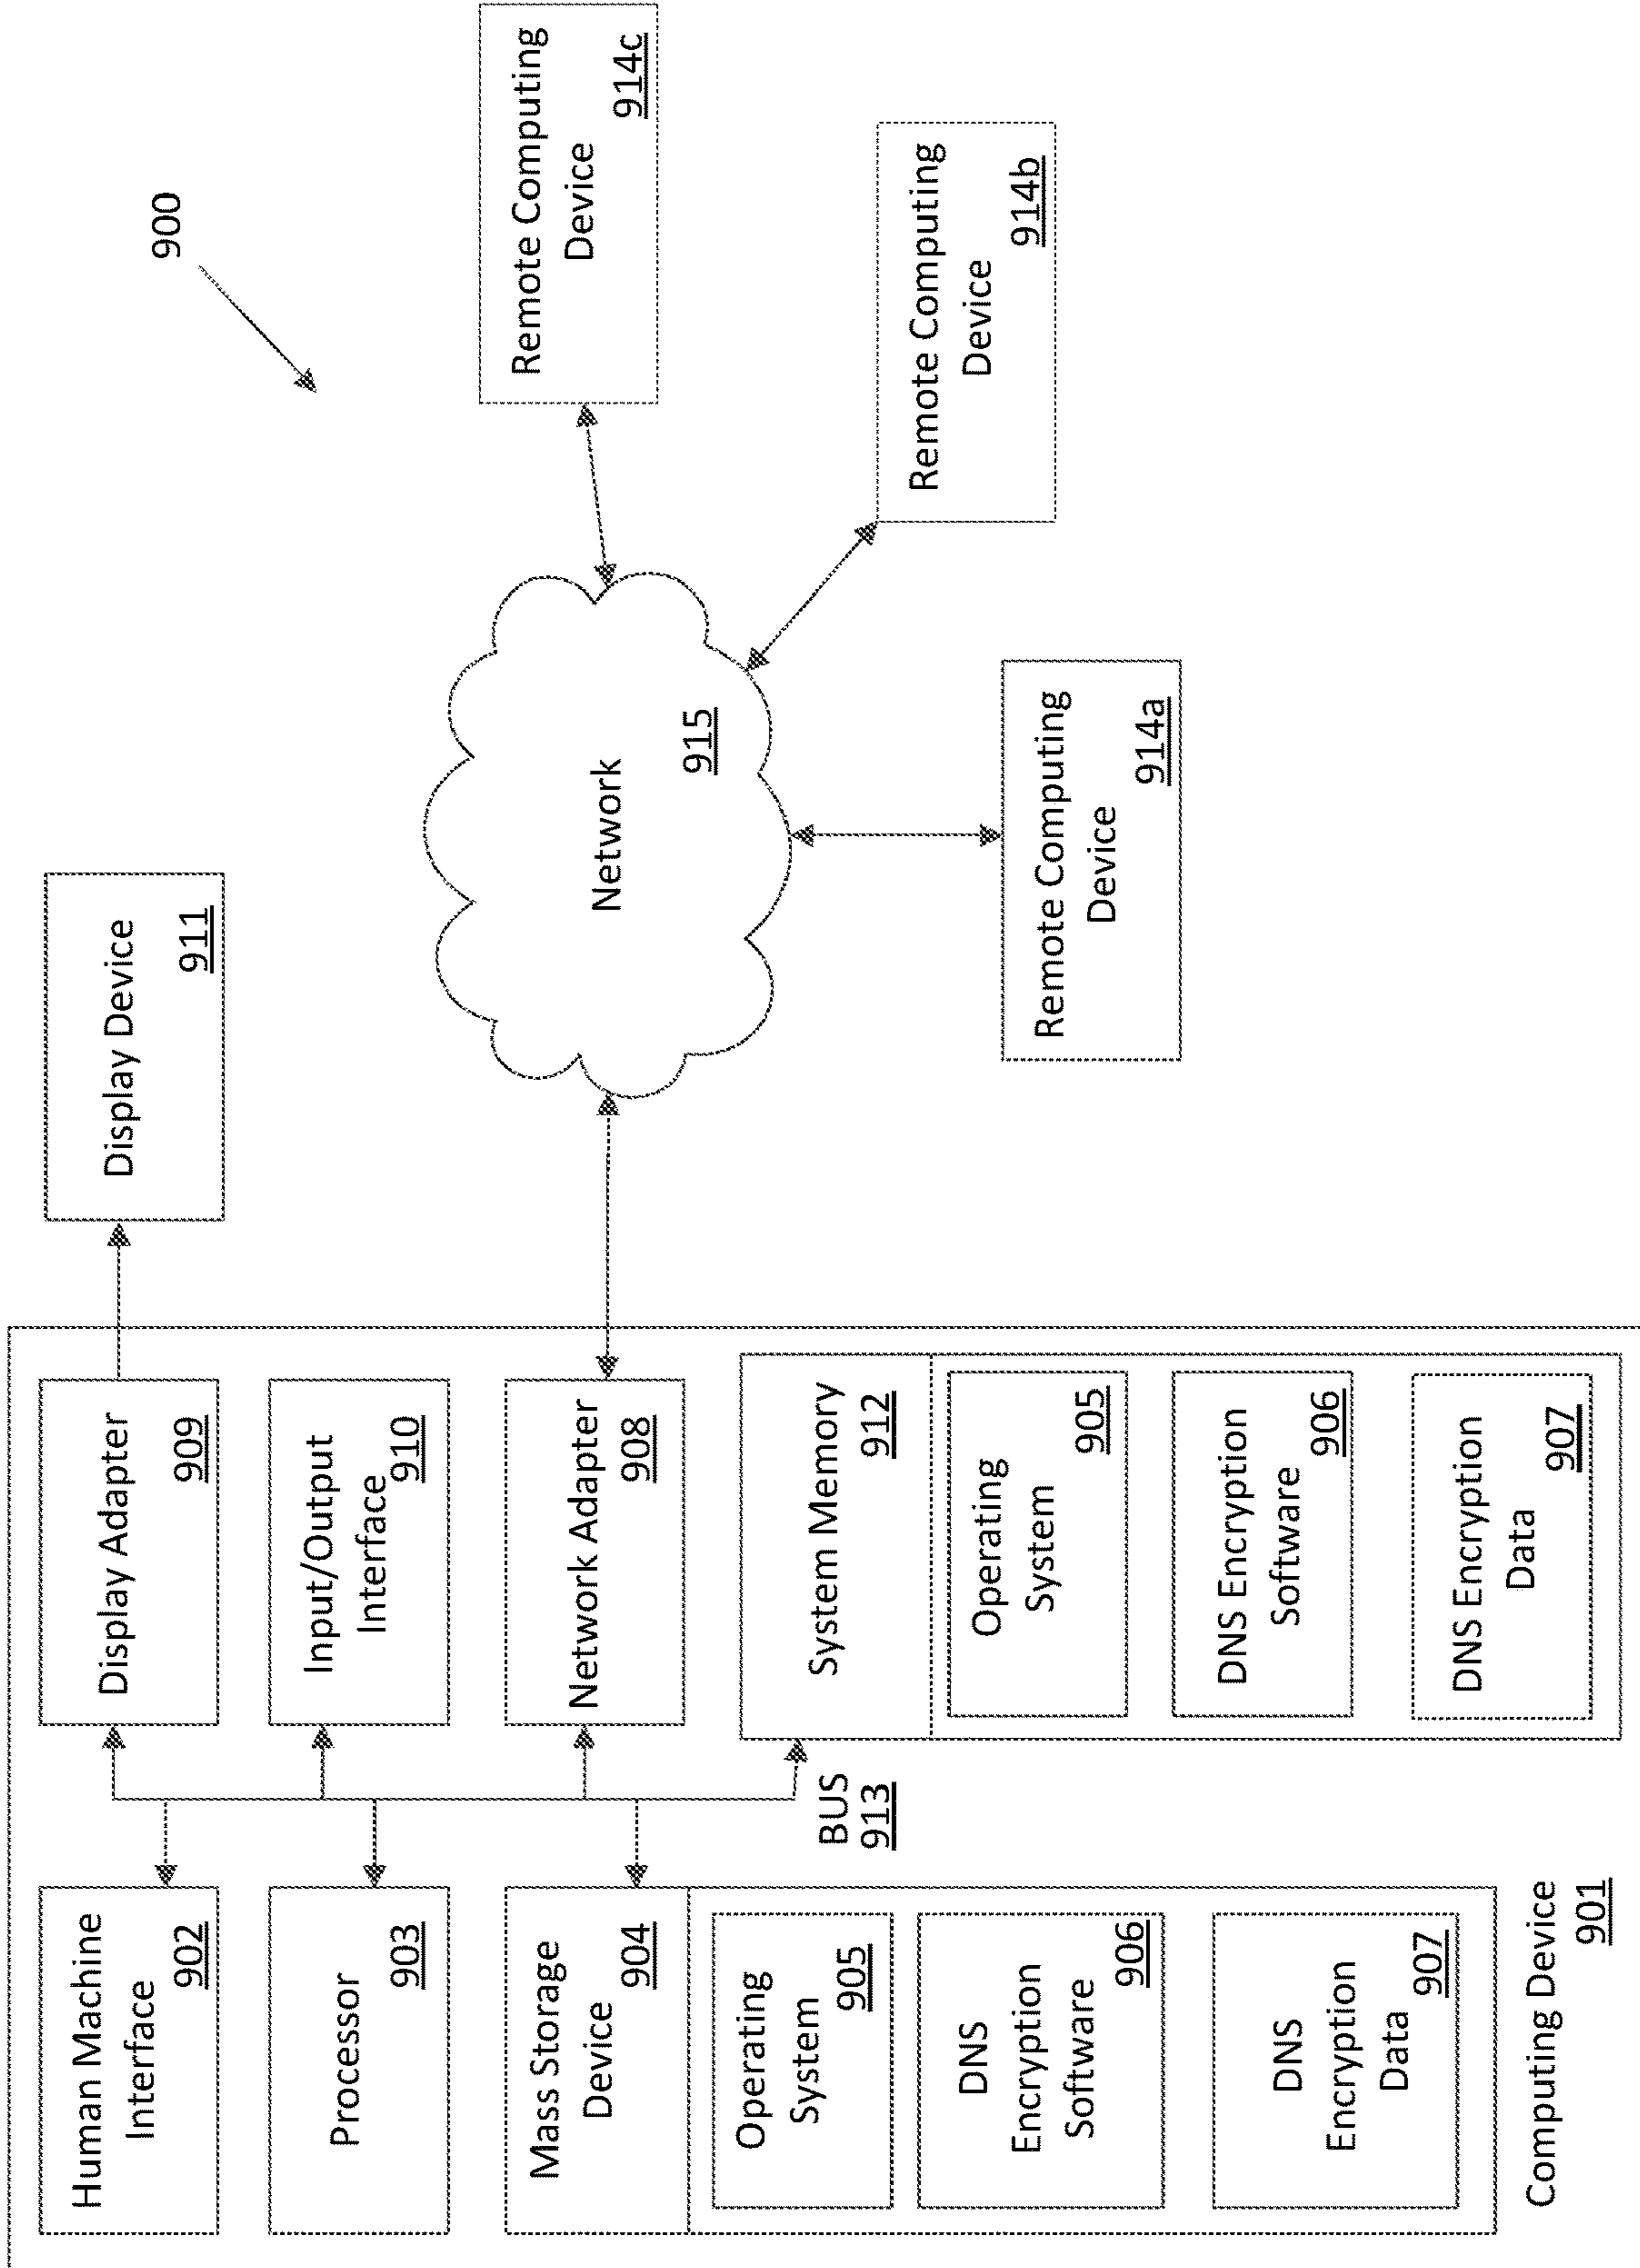 900
Human Machine
Interface
902
Processor
903
Mass Storage
Device
904
Operating
System
905
DNS
Encryption
Software
906
DNS
Encryption
Data
907
Computing Device
901
BUS
913
Display Adapter
909
Input/Output
Interface
910
Network Adapter
908
System Memory
912
Operating
System
905
DNS Encryption
Software
906
DNS Encryption
Data
907
Display Device
911
Network
915
Remote Computing
Device
914a
Remote Computing
Device
914b
Remote Computing
Device
914c